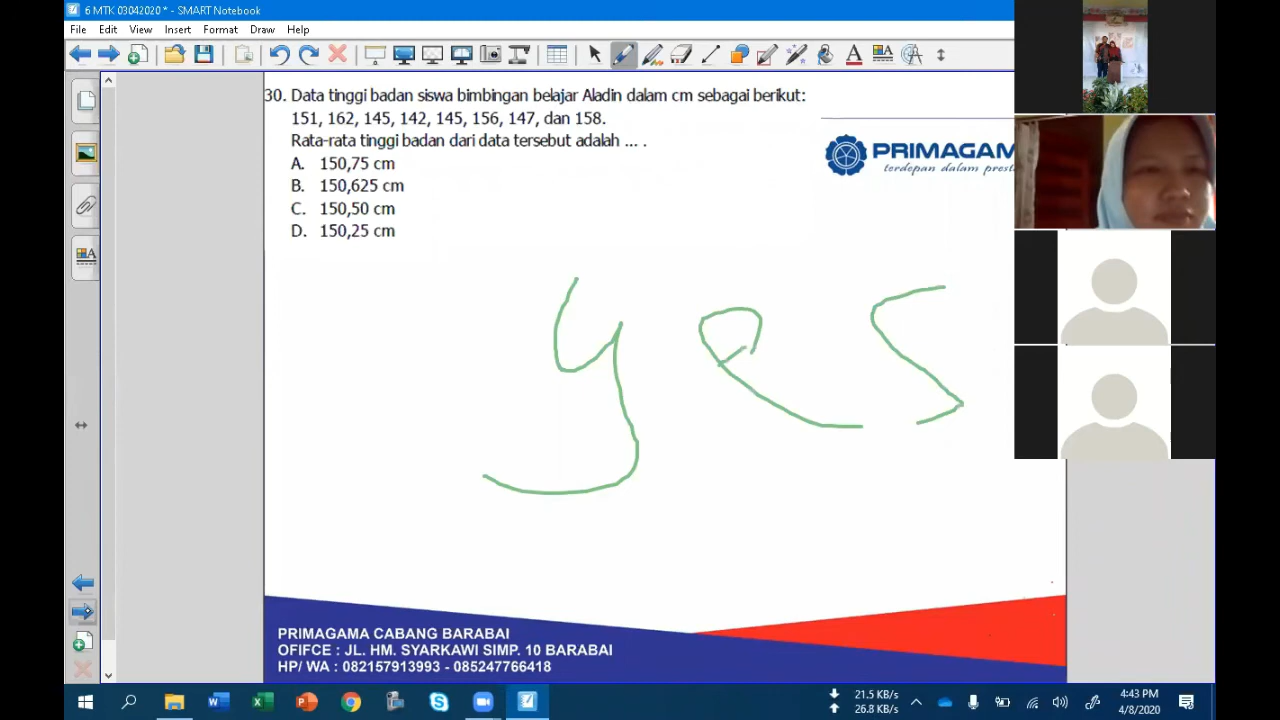 6 MTK 03042020 * - SMART Notebook
File Edit View Insert Format Draw Help
30. Data tinggi badan siswa bimbingan belajar Aladin dalam cm sebagai berikut:
151, 162, 145, 142, 145, 156, 147, dan 158.
Rata-rata tinggi badan dari data tersebut adalah ... .
A. 150,75 cm
B. 150,625 cm
C. 150,50 cm
D. 150,25 cm
PRIMAGAM
terdepan dalam prest
yes
PRIMAGAMA CABANG BARABAI
OFIFCE : JL. HM. SYARKAWI SIMP. 10 BARABAI
HP/ WA : 082157913993 - 085247766418
21.5 KB/s
26.8 KB/s
4:43 PM
4/8/2020